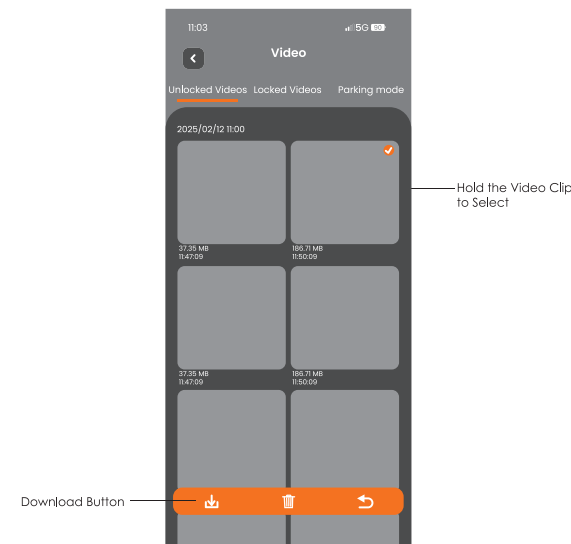 11:03
5G 80
Video
Unlocked Videos Locked Videos Parking mode
2025/02/12 11:00
Hold the Video Clip
to Select
37.35 MB
11:47:09
186.71 MB
11:50:09
37.35 MB
11:47:09
186.71 MB
11:50:09
Download Button